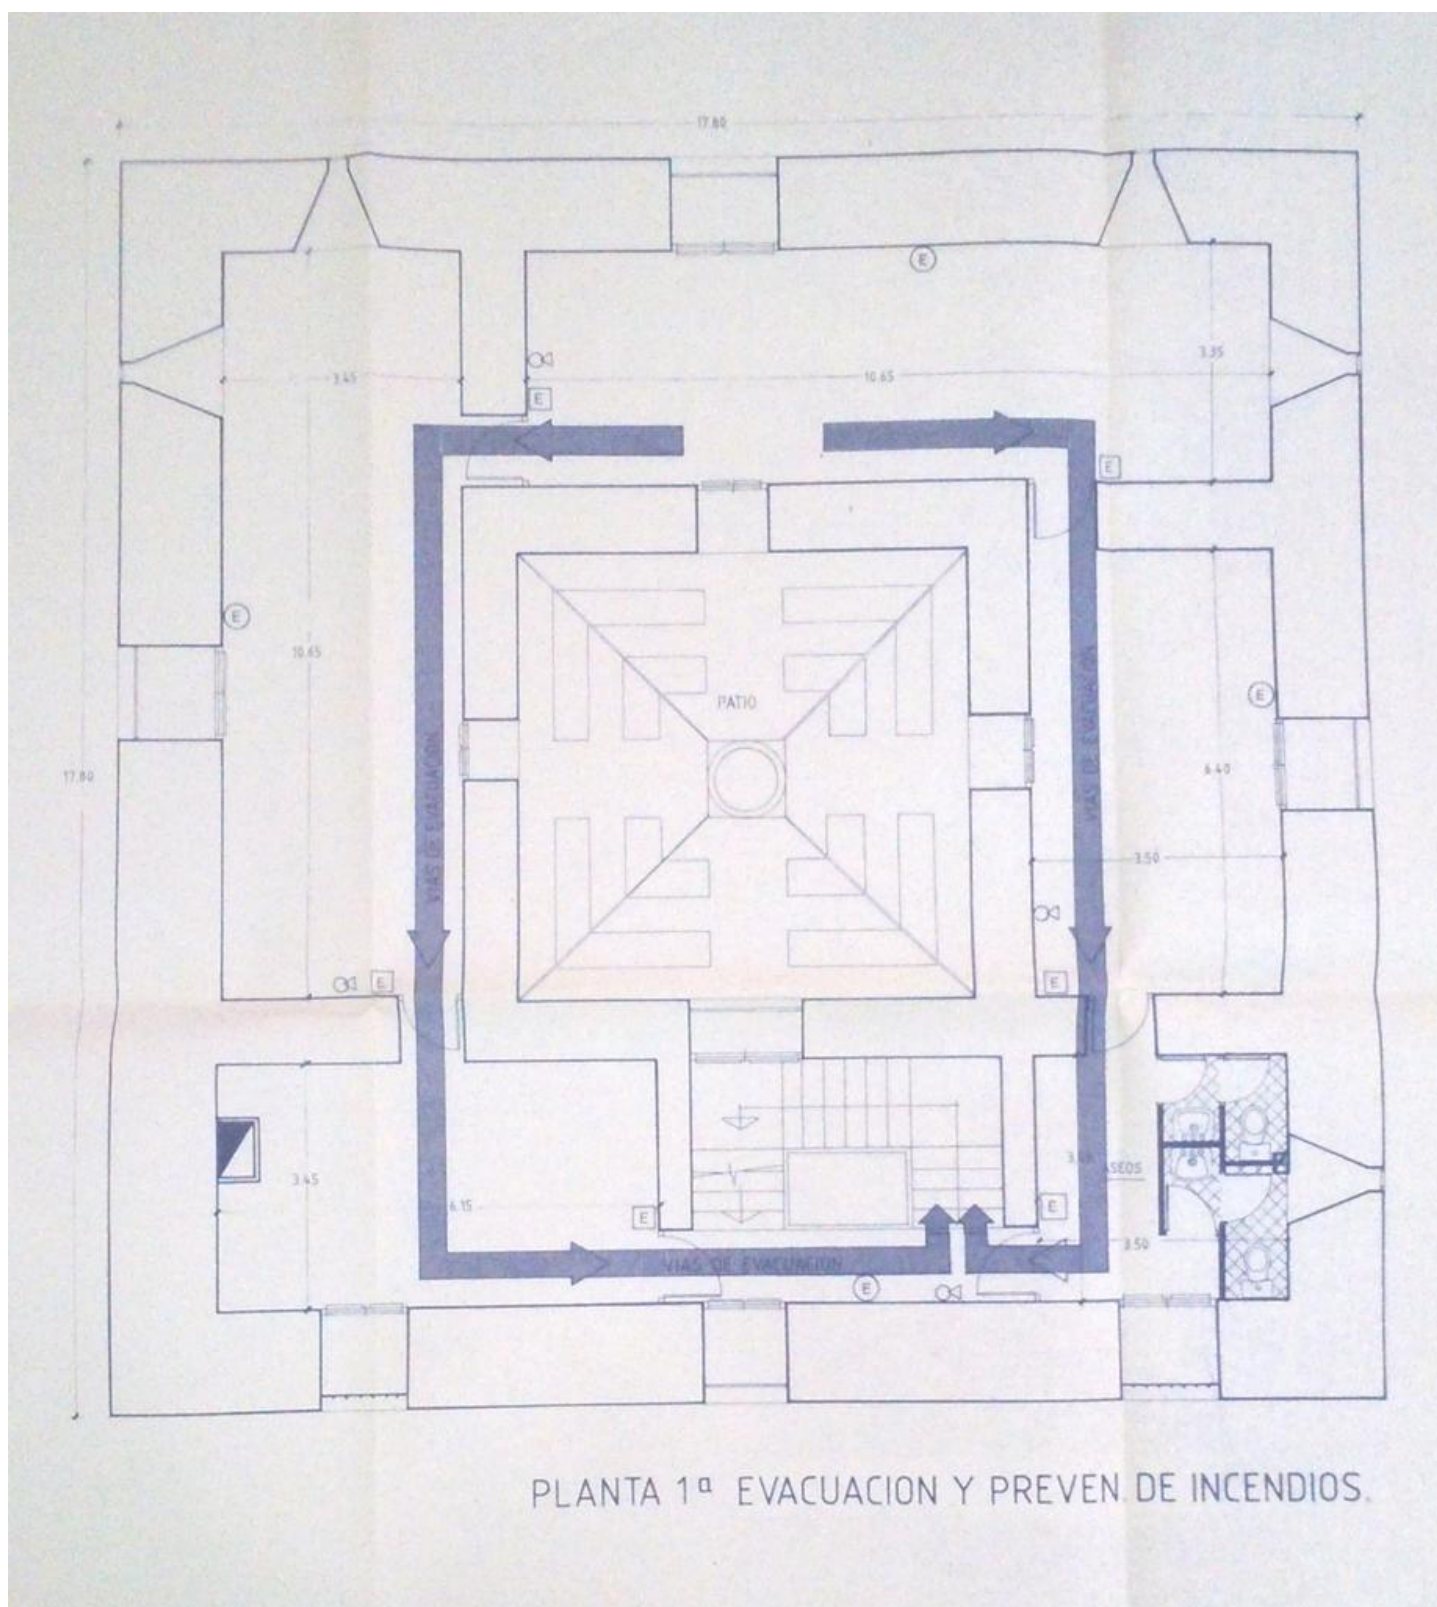 17.80
E
3.35
3.45
10.65
E
E
E
10.65
E
PATIO
VIAS DE EVACUACION
VIAS DE EVACUACION
17.80
6.40
3.50
E
E
3.45
ASEOS
6.15
E
E
3.50
VIAS DE EVACUACION
E
PLANTA 1ª EVACUACION Y PREVEN. DE INCENDIOS.